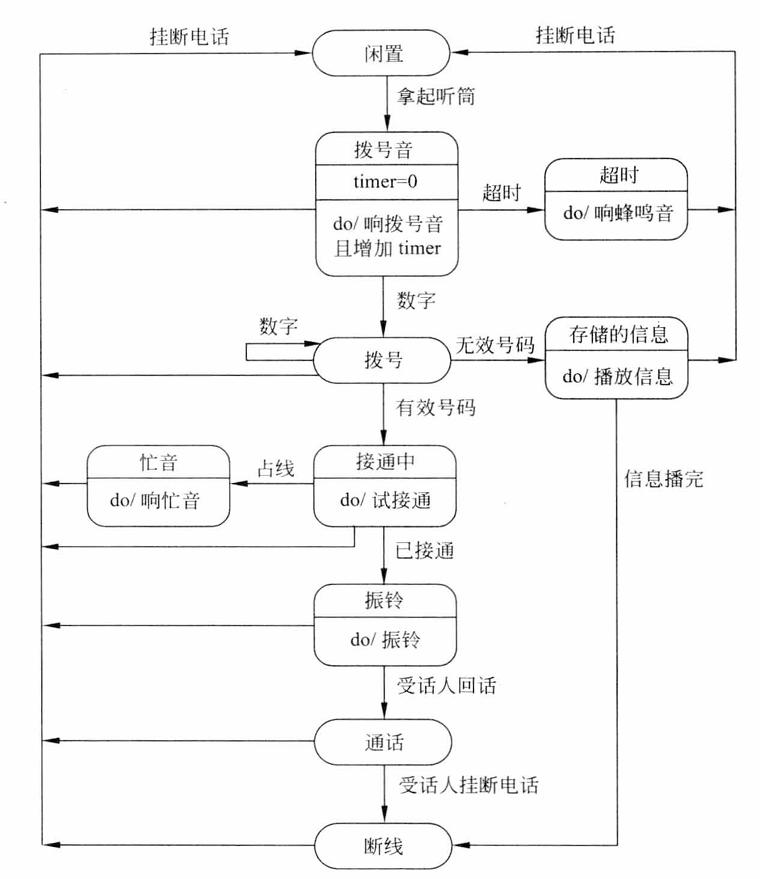 挂断电话
挂断电话
闲置
拿起听筒
拨号音
timer=0
do/ 响拨号音
且增加 timer
超时
超时
do/ 响蜂鸣音
数字
数字
拨号
无效号码
存储的信息
do/ 播放信息
有效号码
忙音
do/ 响忙音
占线
接通中
do/ 试接通
信息播完
已接通
振铃
do/ 振铃
受话人回话
通话
受话人挂断电话
断线